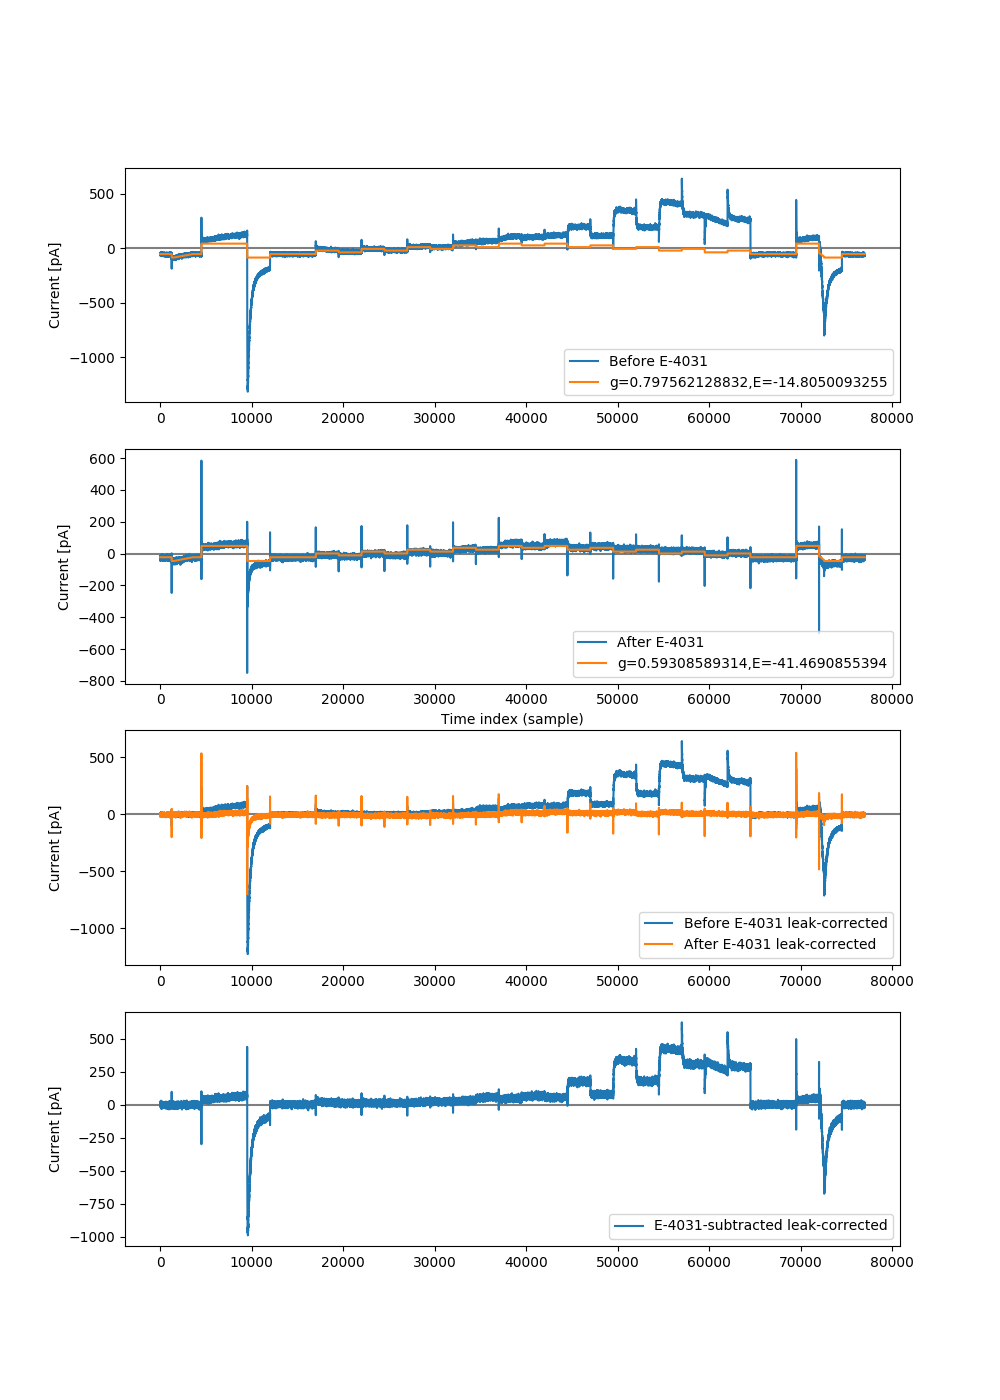 500
0
−500
−1000
Current [pA]
Before E-4031
g=0.797562128832,E=-14.8050093255
0 10000 20000 30000 40000 50000 60000 70000 80000
600
400
200
0
−200
−400
−600
−800
Current [pA]
After E-4031
g=0.59308589314,E=-41.4690855394
0 10000 20000 30000 40000 50000 60000 70000 80000
Time index (sample)
500
0
−500
−1000
Current [pA]
Before E-4031 leak-corrected
After E-4031 leak-corrected
0 10000 20000 30000 40000 50000 60000 70000 80000
500
250
0
−250
−500
−750
−1000
Current [pA]
E-4031-subtracted leak-corrected
0 10000 20000 30000 40000 50000 60000 70000 80000